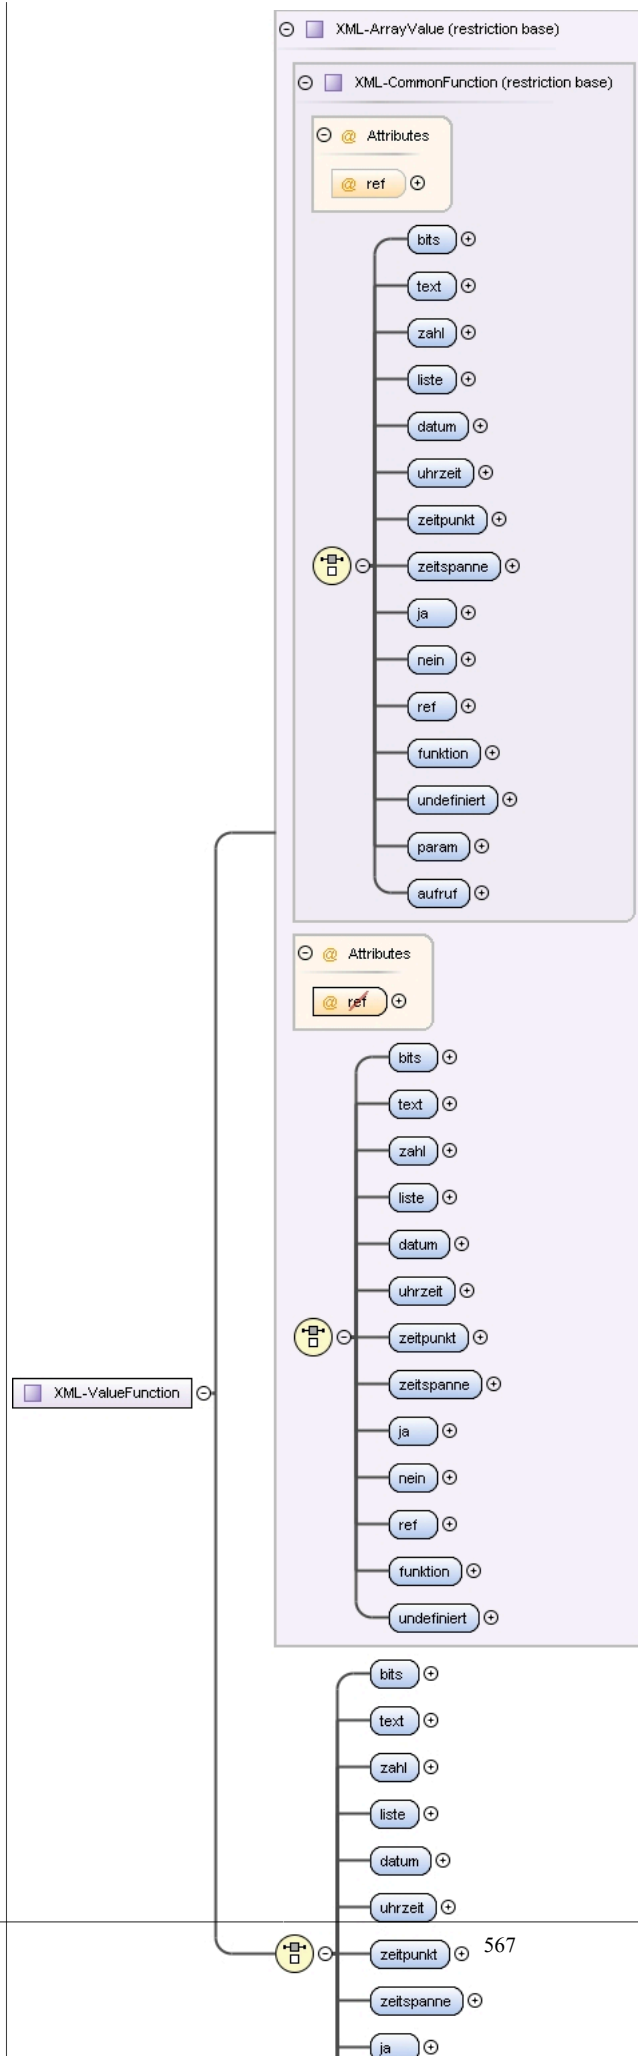 XML-ArrayValue (restriction base)
XML-CommonFunction (restriction base)
@ Attributes
@ ref
bits
text
zahl
liste
datum
uhrzeit
zeitpunkt
zeitspanne
ja
nein
ref
funktion
undefiniert
param
aufruf
@ Attributes
@ ref
bits
text
zahl
liste
datum
uhrzeit
zeitpunkt
zeitspanne
ja
nein
ref
funktion
undefiniert
XML-ValueFunction
bits
text
zahl
liste
datum
uhrzeit
zeitpunkt
567
zeitspanne
ja